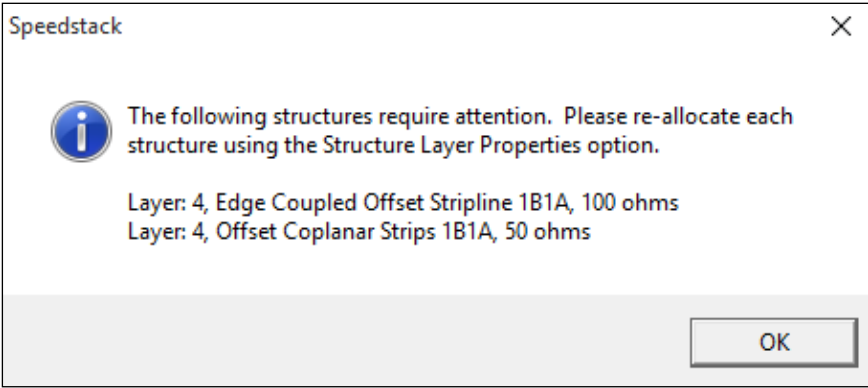 Speedstack
The following structures require attention.  Please re-allocate each
structure using the Structure Layer Properties option.
Layer: 4, Edge Coupled Offset Stripline 1B1A, 100 ohms
Layer: 4, Offset Coplanar Strips 1B1A, 50 ohms
OK